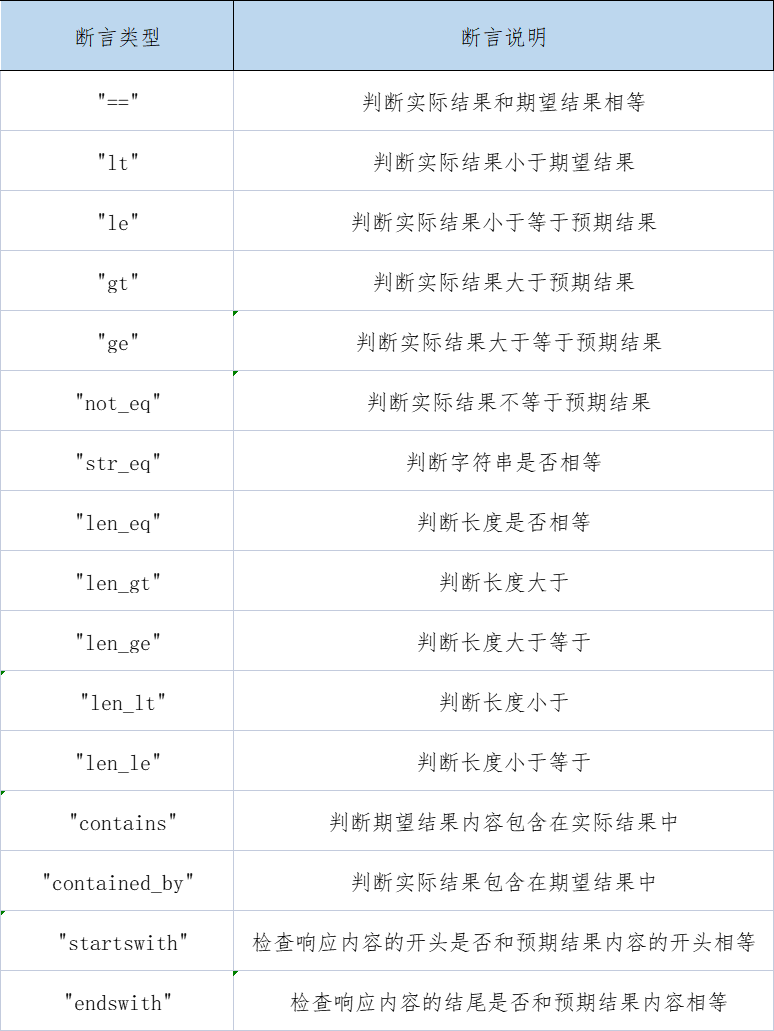 断言类型 断言说明
"==" 判断实际结果和期望结果相等
"lt" 判断实际结果小于期望结果
"le" 判断实际结果小于等于预期结果
"gt" 判断实际结果大于预期结果
"ge" 判断实际结果大于等于预期结果
"not_eq" 判断实际结果不等于预期结果
"str_eq" 判断字符串是否相等
"len_eq" 判断长度是否相等
"len_gt" 判断长度大于
"len_ge" 判断长度大于等于
"len_lt" 判断长度小于
"len_le" 判断长度小于等于
"contains" 判断期望结果内容包含在实际结果中
"contained_by" 判断实际结果包含在期望结果中
"startswith" 检查响应内容的开头是否和预期结果内容的开头相等
"endswith" 检查响应内容的结尾是否和预期结果内容相等